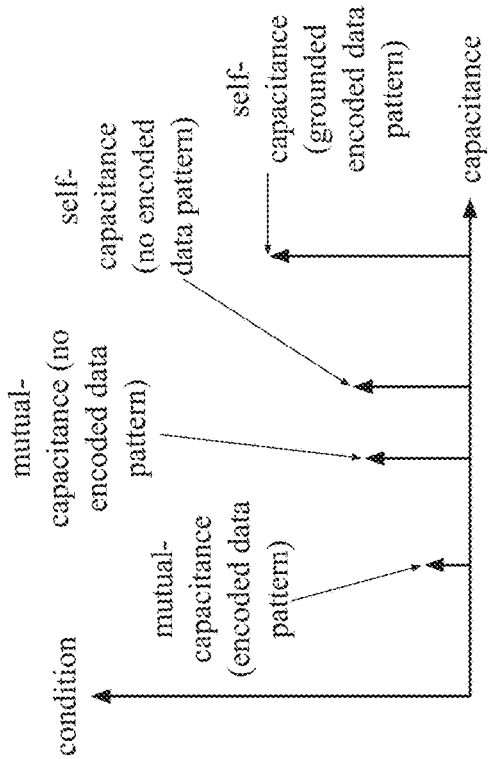 condition
mutual-
capacitance
(encoded data
pattern)
mutual-
capacitance (no
encoded data
pattern)
self-
capacitance
(no encoded
data pattern)
self-
capacitance
(grounded
encoded data
pattern)
capacitance